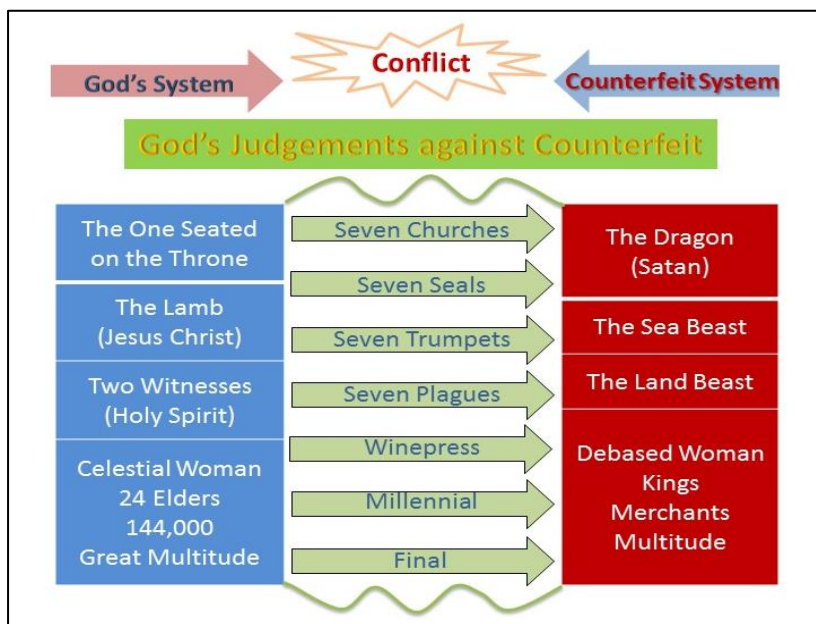 God's System
Conflict
Counterfeit System
God's Judgements against Counterfeit
The One Seated
on the Throne
The Lamb
(Jesus Christ)
Two Witnesses
(Holy Spirit)
Celestial Woman
24 Elders
144,000
Great Multitude
Seven Churches
Seven Seals
Seven Trumpets
Seven Plagues
Winepress
Millennial
Final
The Dragon
(Satan)
The Sea Beast
The Land Beast
Debased Woman
Kings
Merchants
Multitude